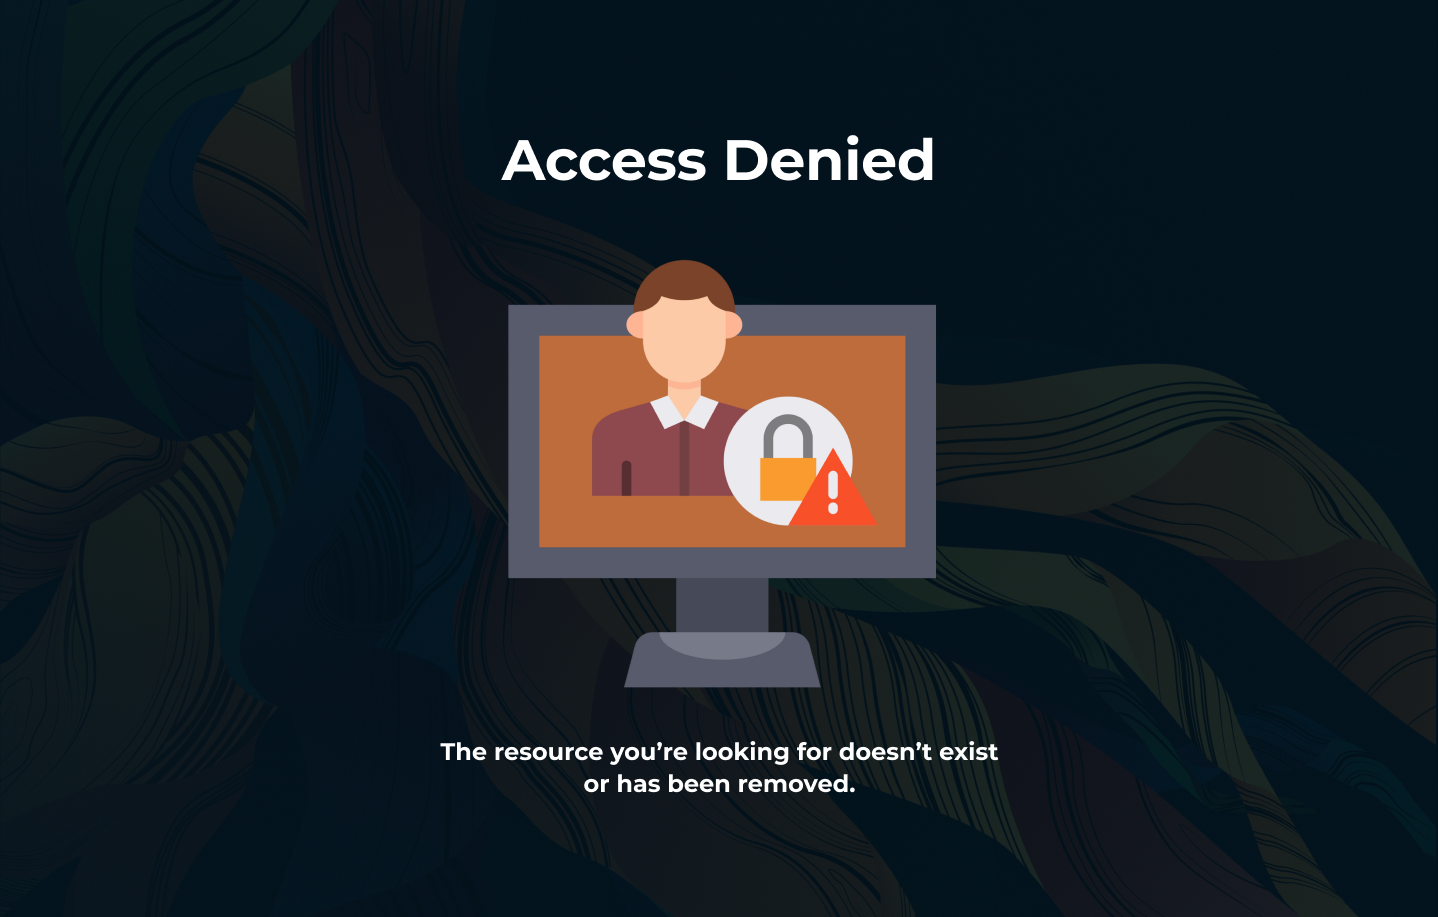 Access Denied
The resource you’re looking for doesn’t exist
or has been removed.